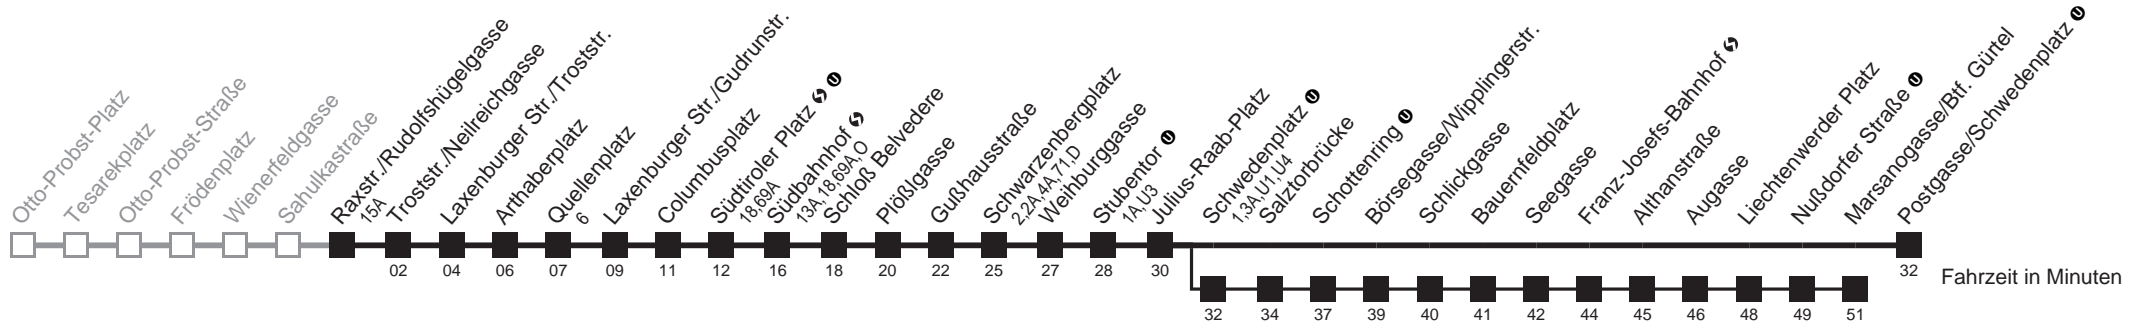 Otto-Probst-Platz
Tesarekplatz
Otto-Probst-Straße
Frödenplatz
Wienerfeldgasse
Sahulkastraße
Raxstr./Rudolfshügelgasse
15A
Troststr./Neilreichgasse
Laxenburger Str./Troststr.
Arthaberplatz
Quellenplatz
6
Laxenburger Str./Gudrunstr.
Columbusplatz
Südtiroler Platz S U
18,69A
Südbahnhof S
13A,18,69A,O
Schloß Belvedere
Plößlgasse
Gußhausstraße
Schwarzenbergplatz
2,2A,4A,71,D
Weihburggasse
Stubentor U
1A,U3
Julius-Raab-Platz
Schwedenplatz U
1,3A,U1,U4
Salztorbrücke
Schottenring U
Börsegasse/Wipplingerstr.
Schlickgasse
Bauernfeldplatz
Seegasse
Franz-Josefs-Bahnhof S
Althanstraße
Augasse
Liechtenwerder Platz
Nußdorfer Straße U
Marsanogasse/Btf. Gürtel
Postgasse/Schwedenplatz U
02 04 06 07 09 11 12 16 18 20 22 25 27 28 30 32
Fahrzeit in Minuten
32 34 37 39 40 41 42 44 45 46 48 49 51